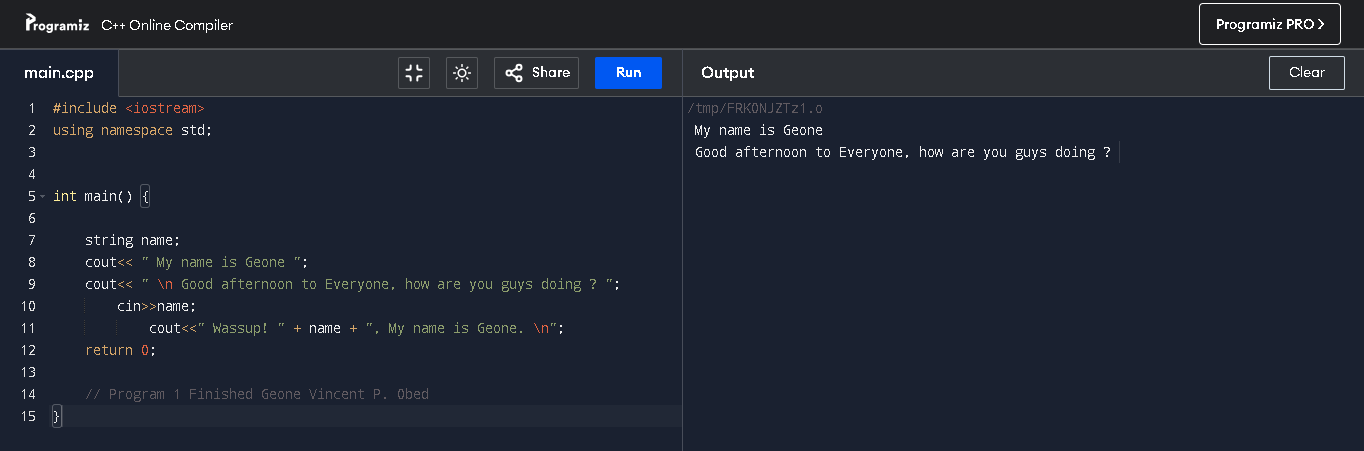 Programiz C++ Online Compiler
Programiz PRO >
main.cpp
Share
Run
Output
Clear
1 #include <iostream>
2 using namespace std;
3
4
5 int main() {
6
7 string name;
8 cout<< " My name is Geone ";
9 cout<< " \n Good afternoon to Everyone, how are you guys doing ? ";
10 cin>>name;
11 cout<<" Wassup! " + name + ", My name is Geone. \n";
12 return 0;
13
14 // Program 1 Finished Geone Vincent P. Obed
15 }
/tmp/FRKONJZTz1.o
My name is Geone
Good afternoon to Everyone, how are you guys doing ?